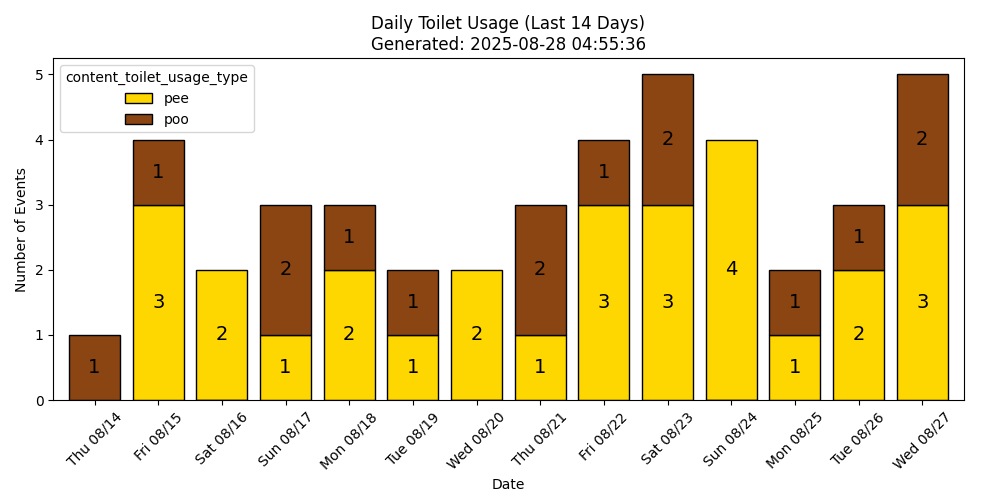 Daily Toilet Usage (Last 14 Days)
Generated: 2025-08-28 04:55:36
content_toilet_usage_type
pee
poo
Number of Events
5
4
3
2
1
0
1
3
1
2
1
2
2
1
1
1
2
1
2
3
1
3
2
4
1
1
2
1
3
2
Thu 08/14
Fri 08/15
Sat 08/16
Sun 08/17
Mon 08/18
Tue 08/19
Wed 08/20
Thu 08/21
Fri 08/22
Sat 08/23
Sun 08/24
Mon 08/25
Tue 08/26
Wed 08/27
Date